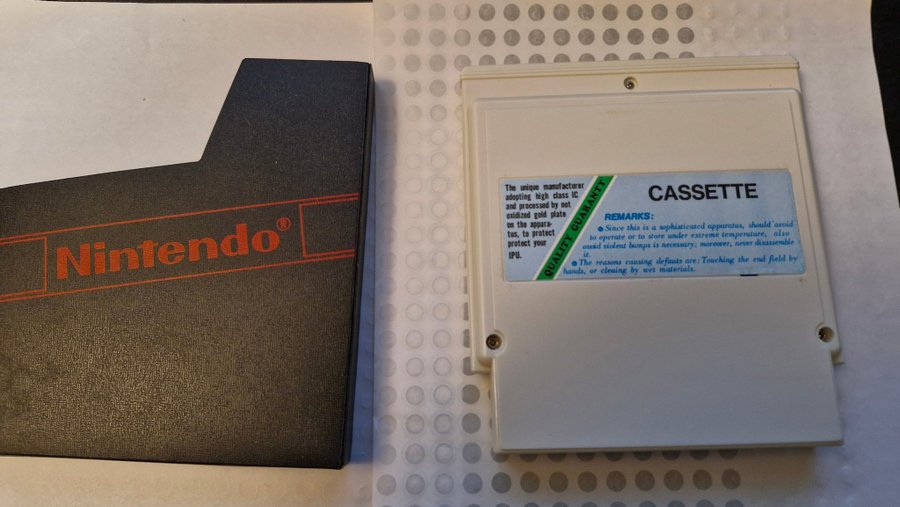 Nintendo®
The unique manufacturer
adopting high class IC
and processed by not
oxidized gold plate
on the appara-
tus, to protect
protect your
IPU.
QUALITY GUARANTY
CASSETTE
REMARKS:
● Since this is a sophisticated apparatus, should avoid
to operate or to store under extreme temperature, also
avoid violent bumps is necessary; moreover, never disassemble
it.
● The reasons causing defauts are: Touching the end field by
hands, or cleaning by wet materials.